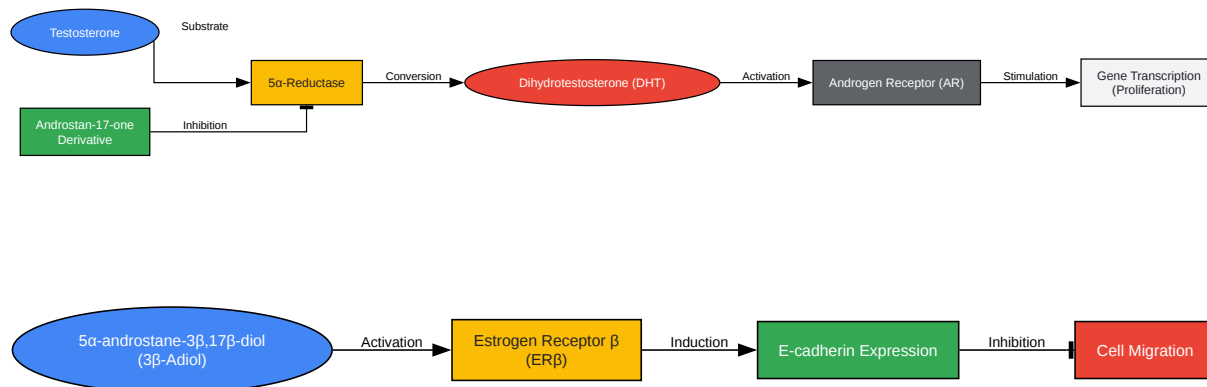 Testosterone
Substrate
5α-Reductase
Conversion
Dihydrotestosterone (DHT)
Activation
Androgen Receptor (AR)
Stimulation
Gene Transcription
(Proliferation)
Androstan-17-one
Derivative
Inhibition
5α-androstane-3β,17β-diol
(3β-Adiol)
Activation
Estrogen Receptor β
(ERβ)
Induction
E-cadherin Expression
Inhibition
Cell Migration